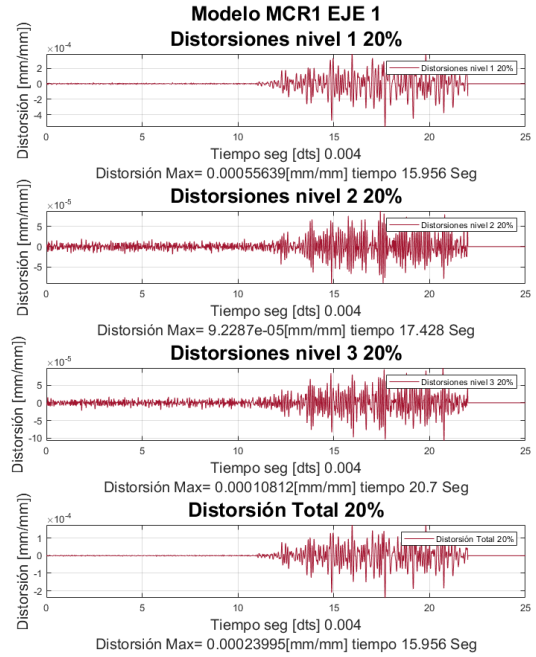 Modelo MCR1 EJE 1
Distorsiones nivel 1 20%
×10⁻⁴
Distorsión [mm/mm])
2
0
-2
-4
Distorsiones nivel 1 20%
0 5 10 15 20 25
Tiempo seg [dts] 0.004
Distorsión Max= 0.00055639[mm/mm] tiempo 15.956 Seg
Distorsiones nivel 2 20%
×10⁻⁵
Distorsión [mm/mm])
5
0
-5
Distorsiones nivel 2 20%
0 5 10 15 20 25
Tiempo seg [dts] 0.004
Distorsión Max= 9.2287e-05[mm/mm] tiempo 17.428 Seg
Distorsiones nivel 3 20%
×10⁻⁵
Distorsión [mm/mm])
5
0
-5
-10
Distorsiones nivel 3 20%
0 5 10 15 20 25
Tiempo seg [dts] 0.004
Distorsión Max= 0.00010812[mm/mm] tiempo 20.7 Seg
Distorsión Total 20%
×10⁻⁴
Distorsión [mm/mm])
1
0
-1
-2
Distorsión Total 20%
0 5 10 15 20 25
Tiempo seg [dts] 0.004
Distorsión Max= 0.00023995[mm/mm] tiempo 15.956 Seg